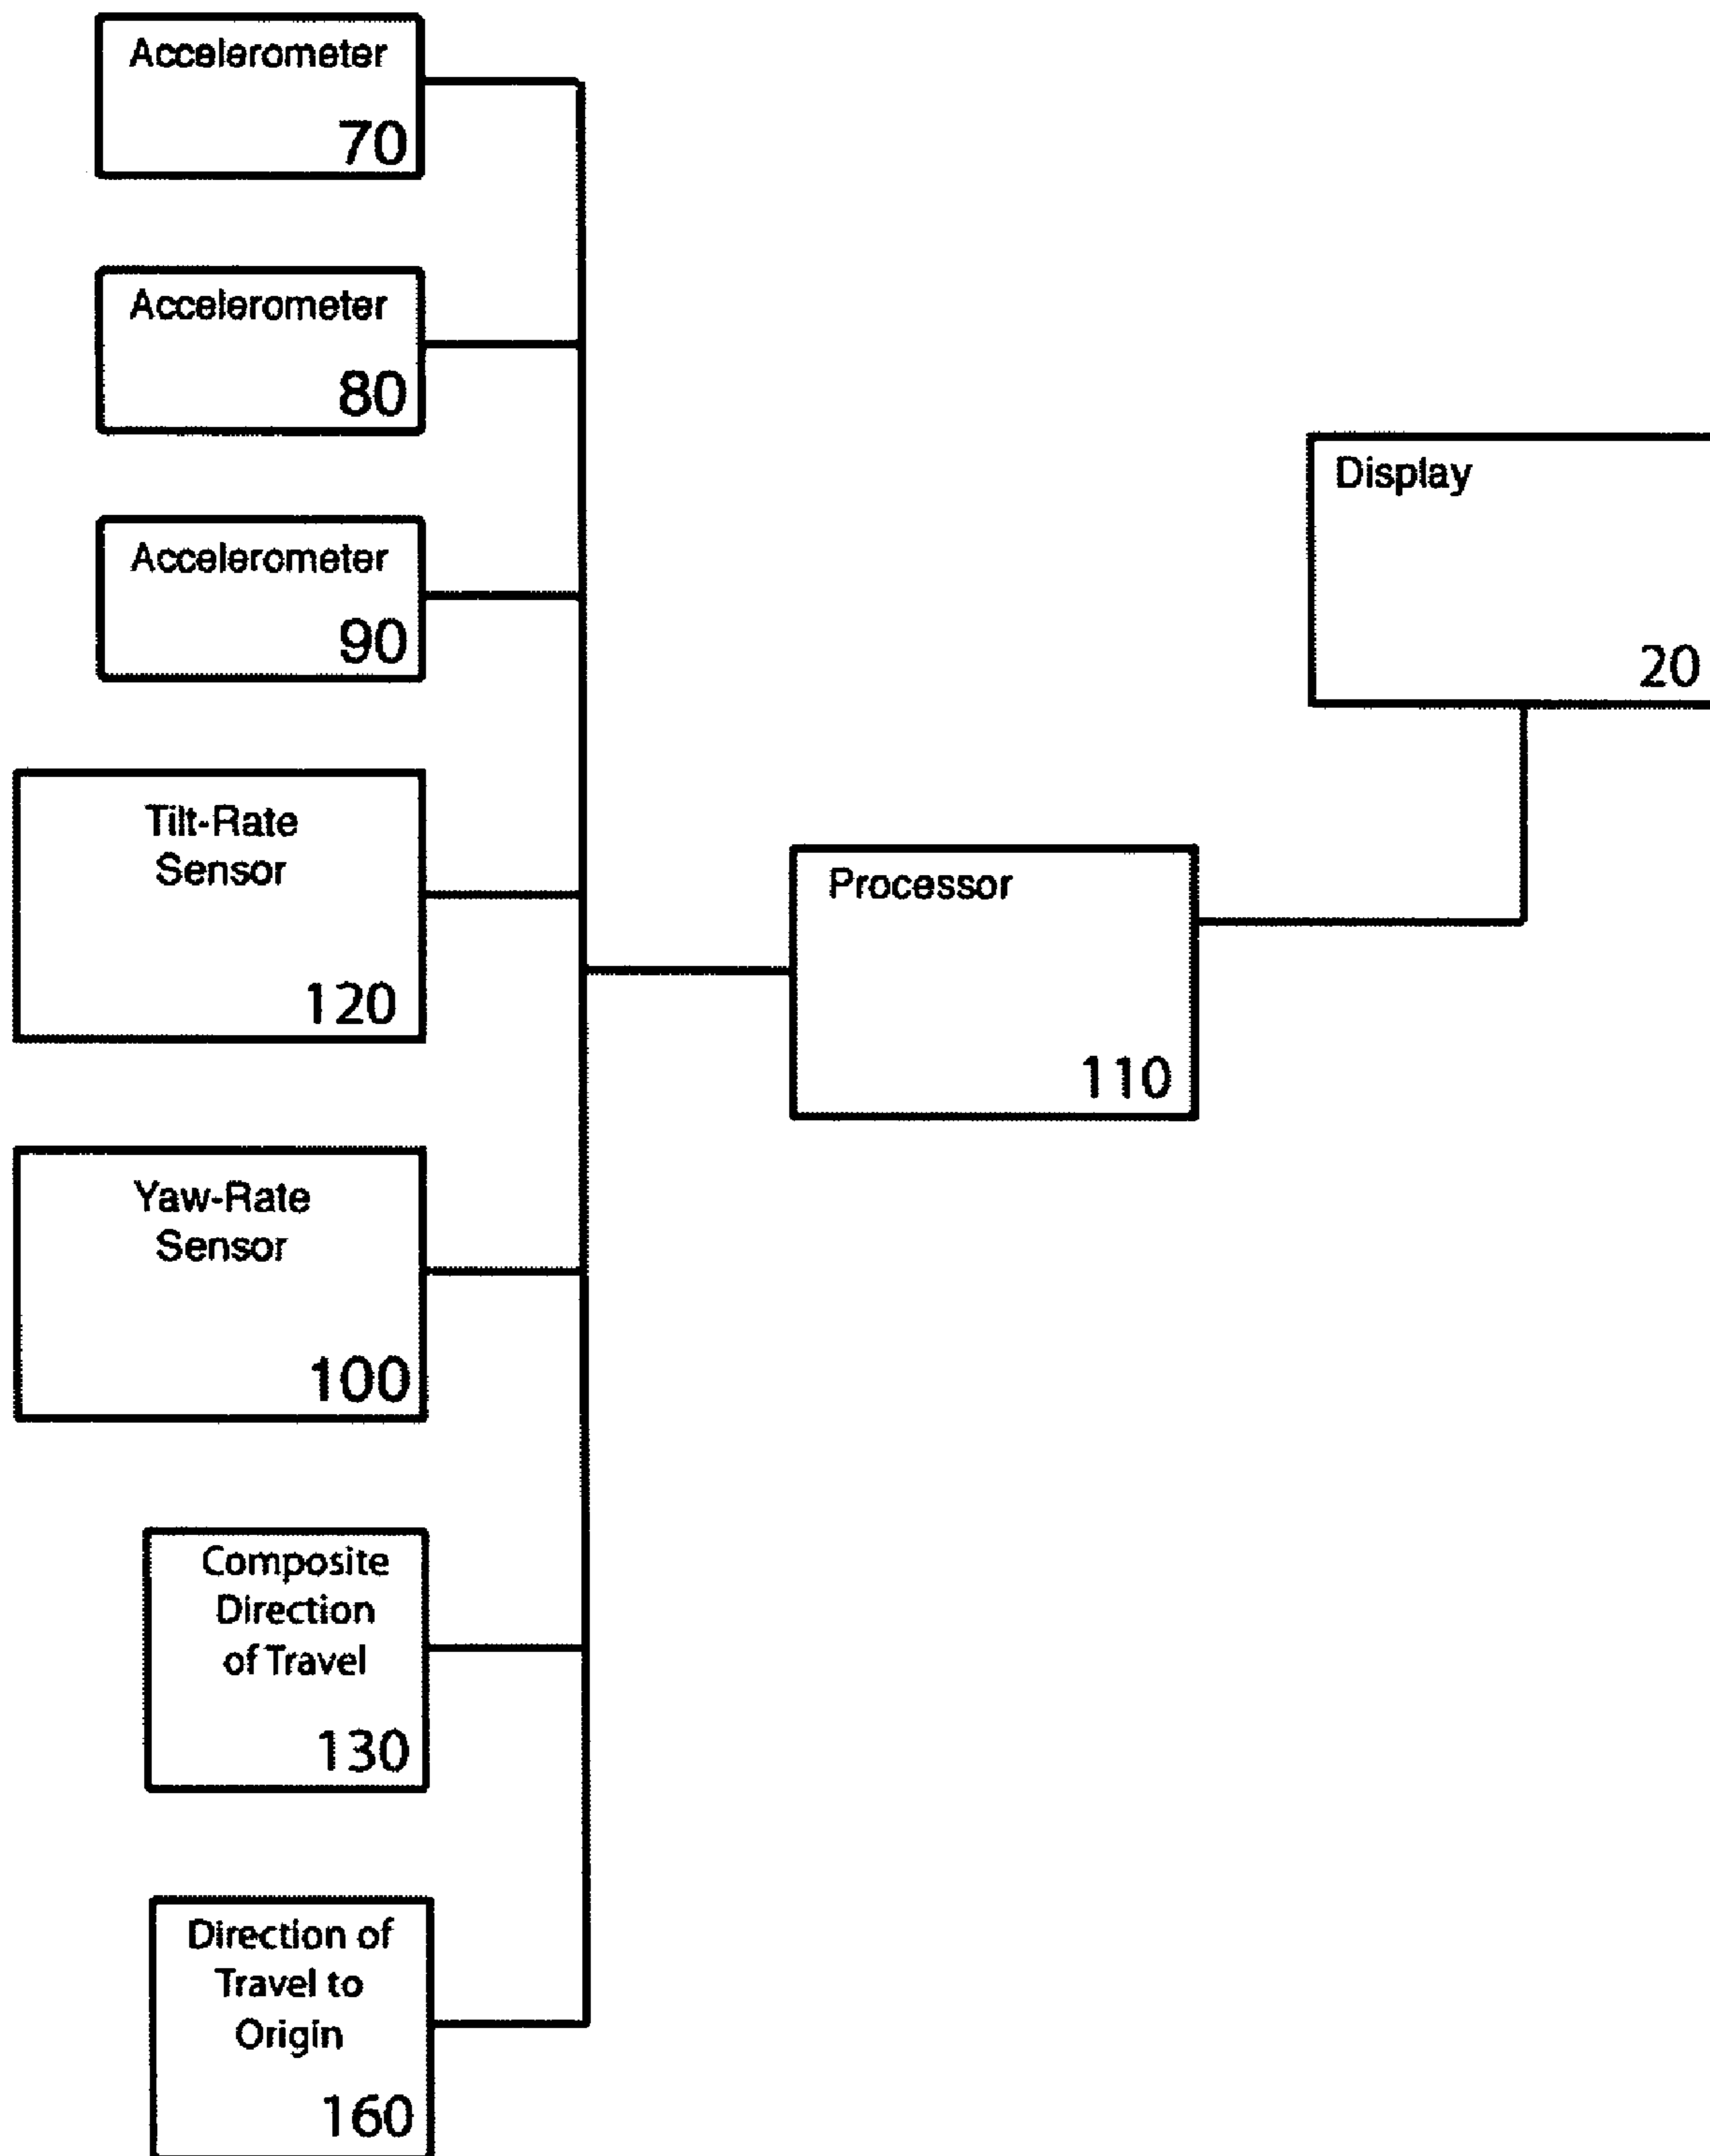 Accelerometer
70
Accelerometer
80
Accelerometer
90
Tilt-Rate
Sensor
120
Yaw-Rate
Sensor
100
Composite
Direction
of Travel
130
Direction of
Travel to
Origin
160
Processor
110
Display
20